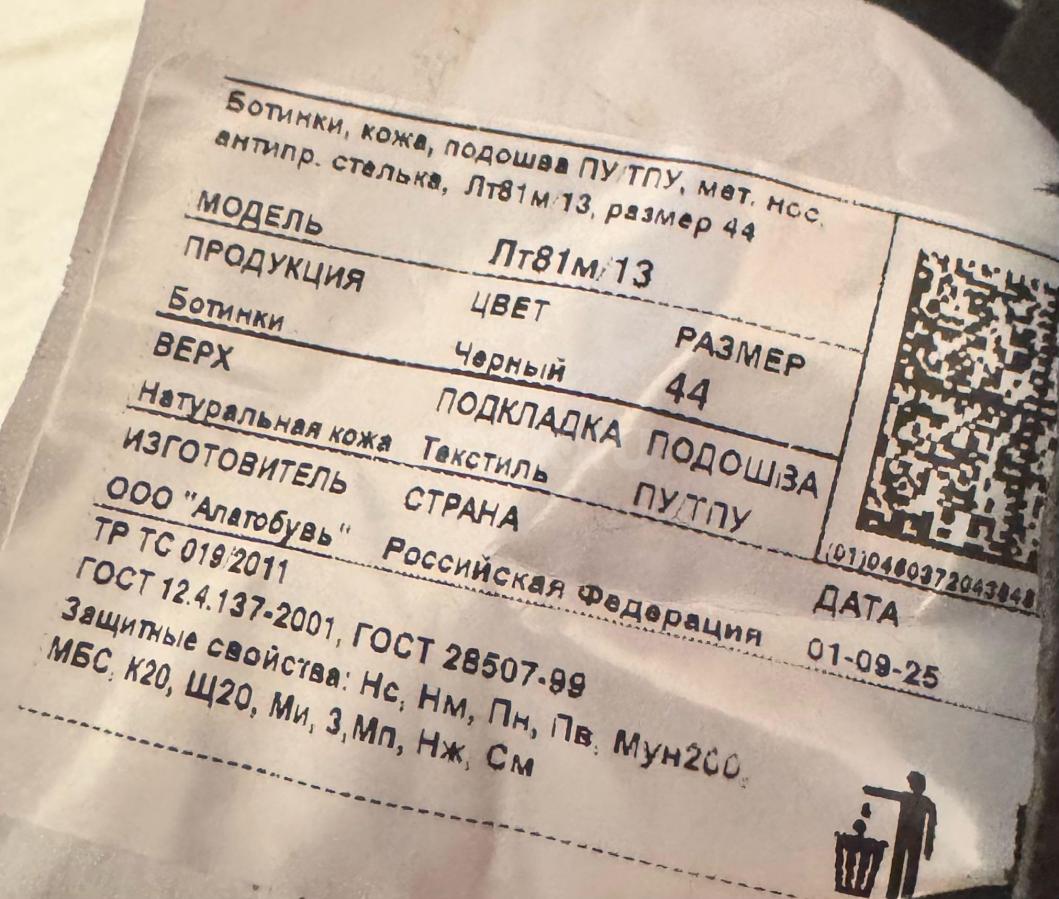 Ботинки, кожа, подошва ПУ/ТПУ, мет. нос,
антипр. стелька, Лт81м/13, размер 44
МОДЕЛЬ Лт81м/13
ПРОДУКЦИЯ ЦВЕТ РАЗМЕР
Ботинки Черный 44
ВЕРХ ПОДКЛАДКА ПОДОШВА
Натуральная кожа Текстиль ПУ/ТПУ
ИЗГОТОВИТЕЛЬ СТРАНА ДАТА
ООО "Алатобувь" Российская Федерация 01-09-25
(01)0460372043848
ТР ТС 019/2011
ГОСТ 12.4.137-2001, ГОСТ 28507-99
Защитные свойства: Нс, Нм, Пн, Пв, Мун200,
МБС, К20, Щ20, Ми, З,Мп, Нж, См